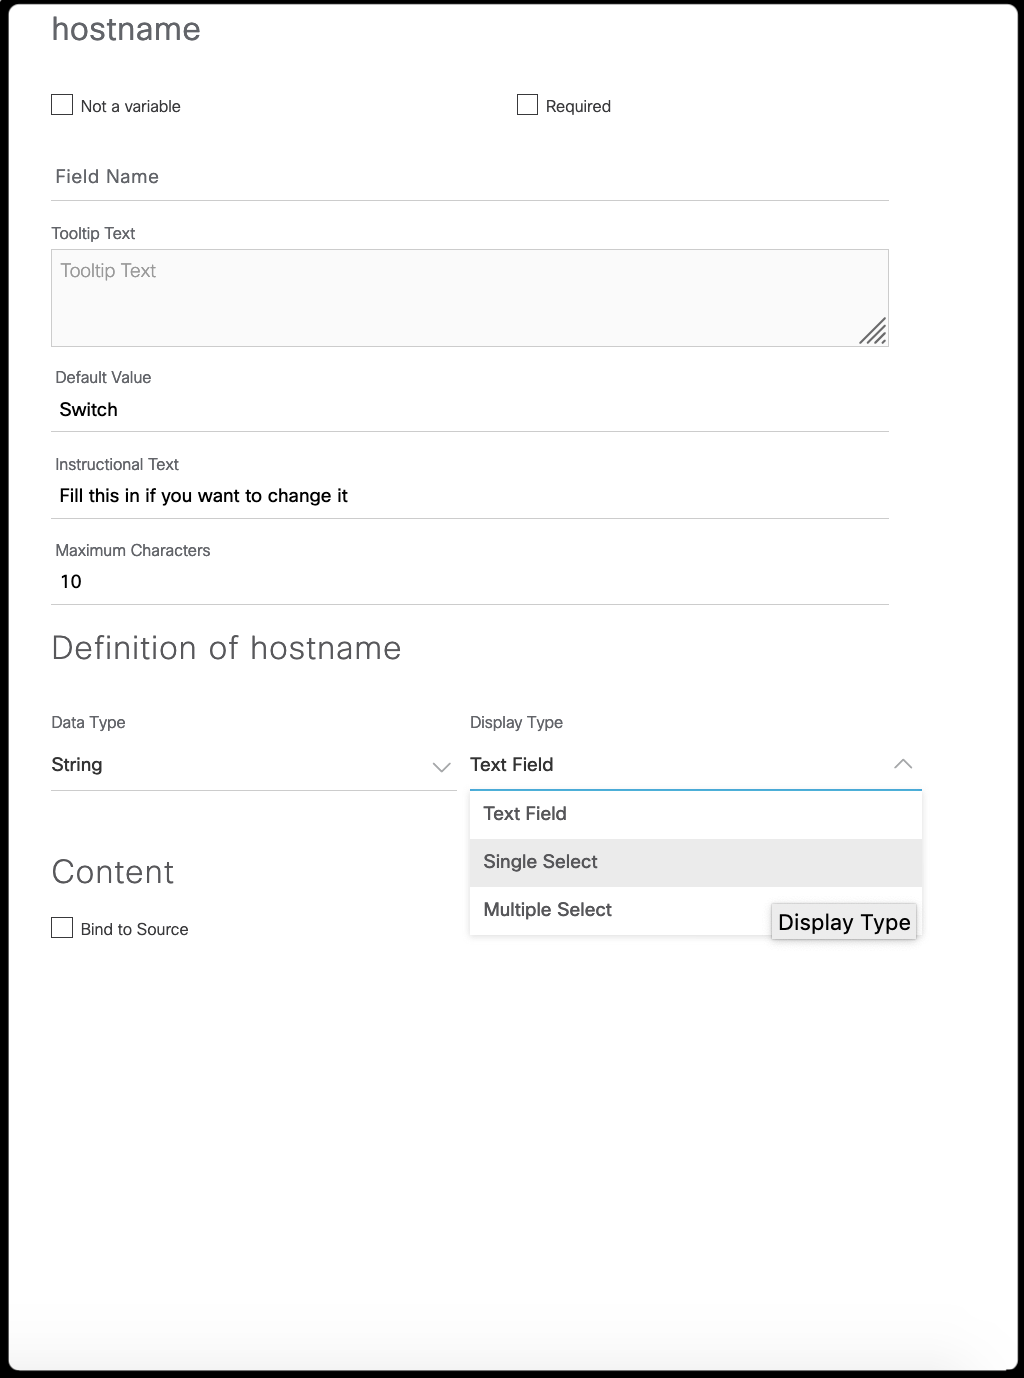 hostname
Not a variable
Required
Field Name
Tooltip Text
Tooltip Text
Default Value
Switch
Instructional Text
Fill this in if you want to change it
Maximum Characters
10
Definition of hostname
Data Type
Display Type
String
Text Field
Text Field
Single Select
Multiple Select
Display Type
Content
Bind to Source